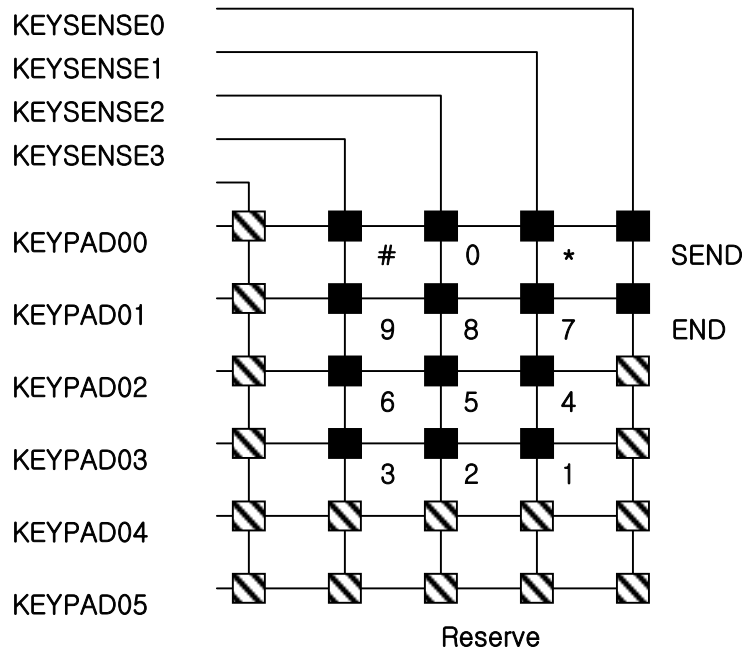 KEYSENSE0
KEYSENSE1
KEYSENSE2
KEYSENSE3
KEYPAD00
# 0 * SEND
KEYPAD01
9 8 7 END
KEYPAD02
6 5 4
KEYPAD03
3 2 1
KEYPAD04
KEYPAD05
Reserve